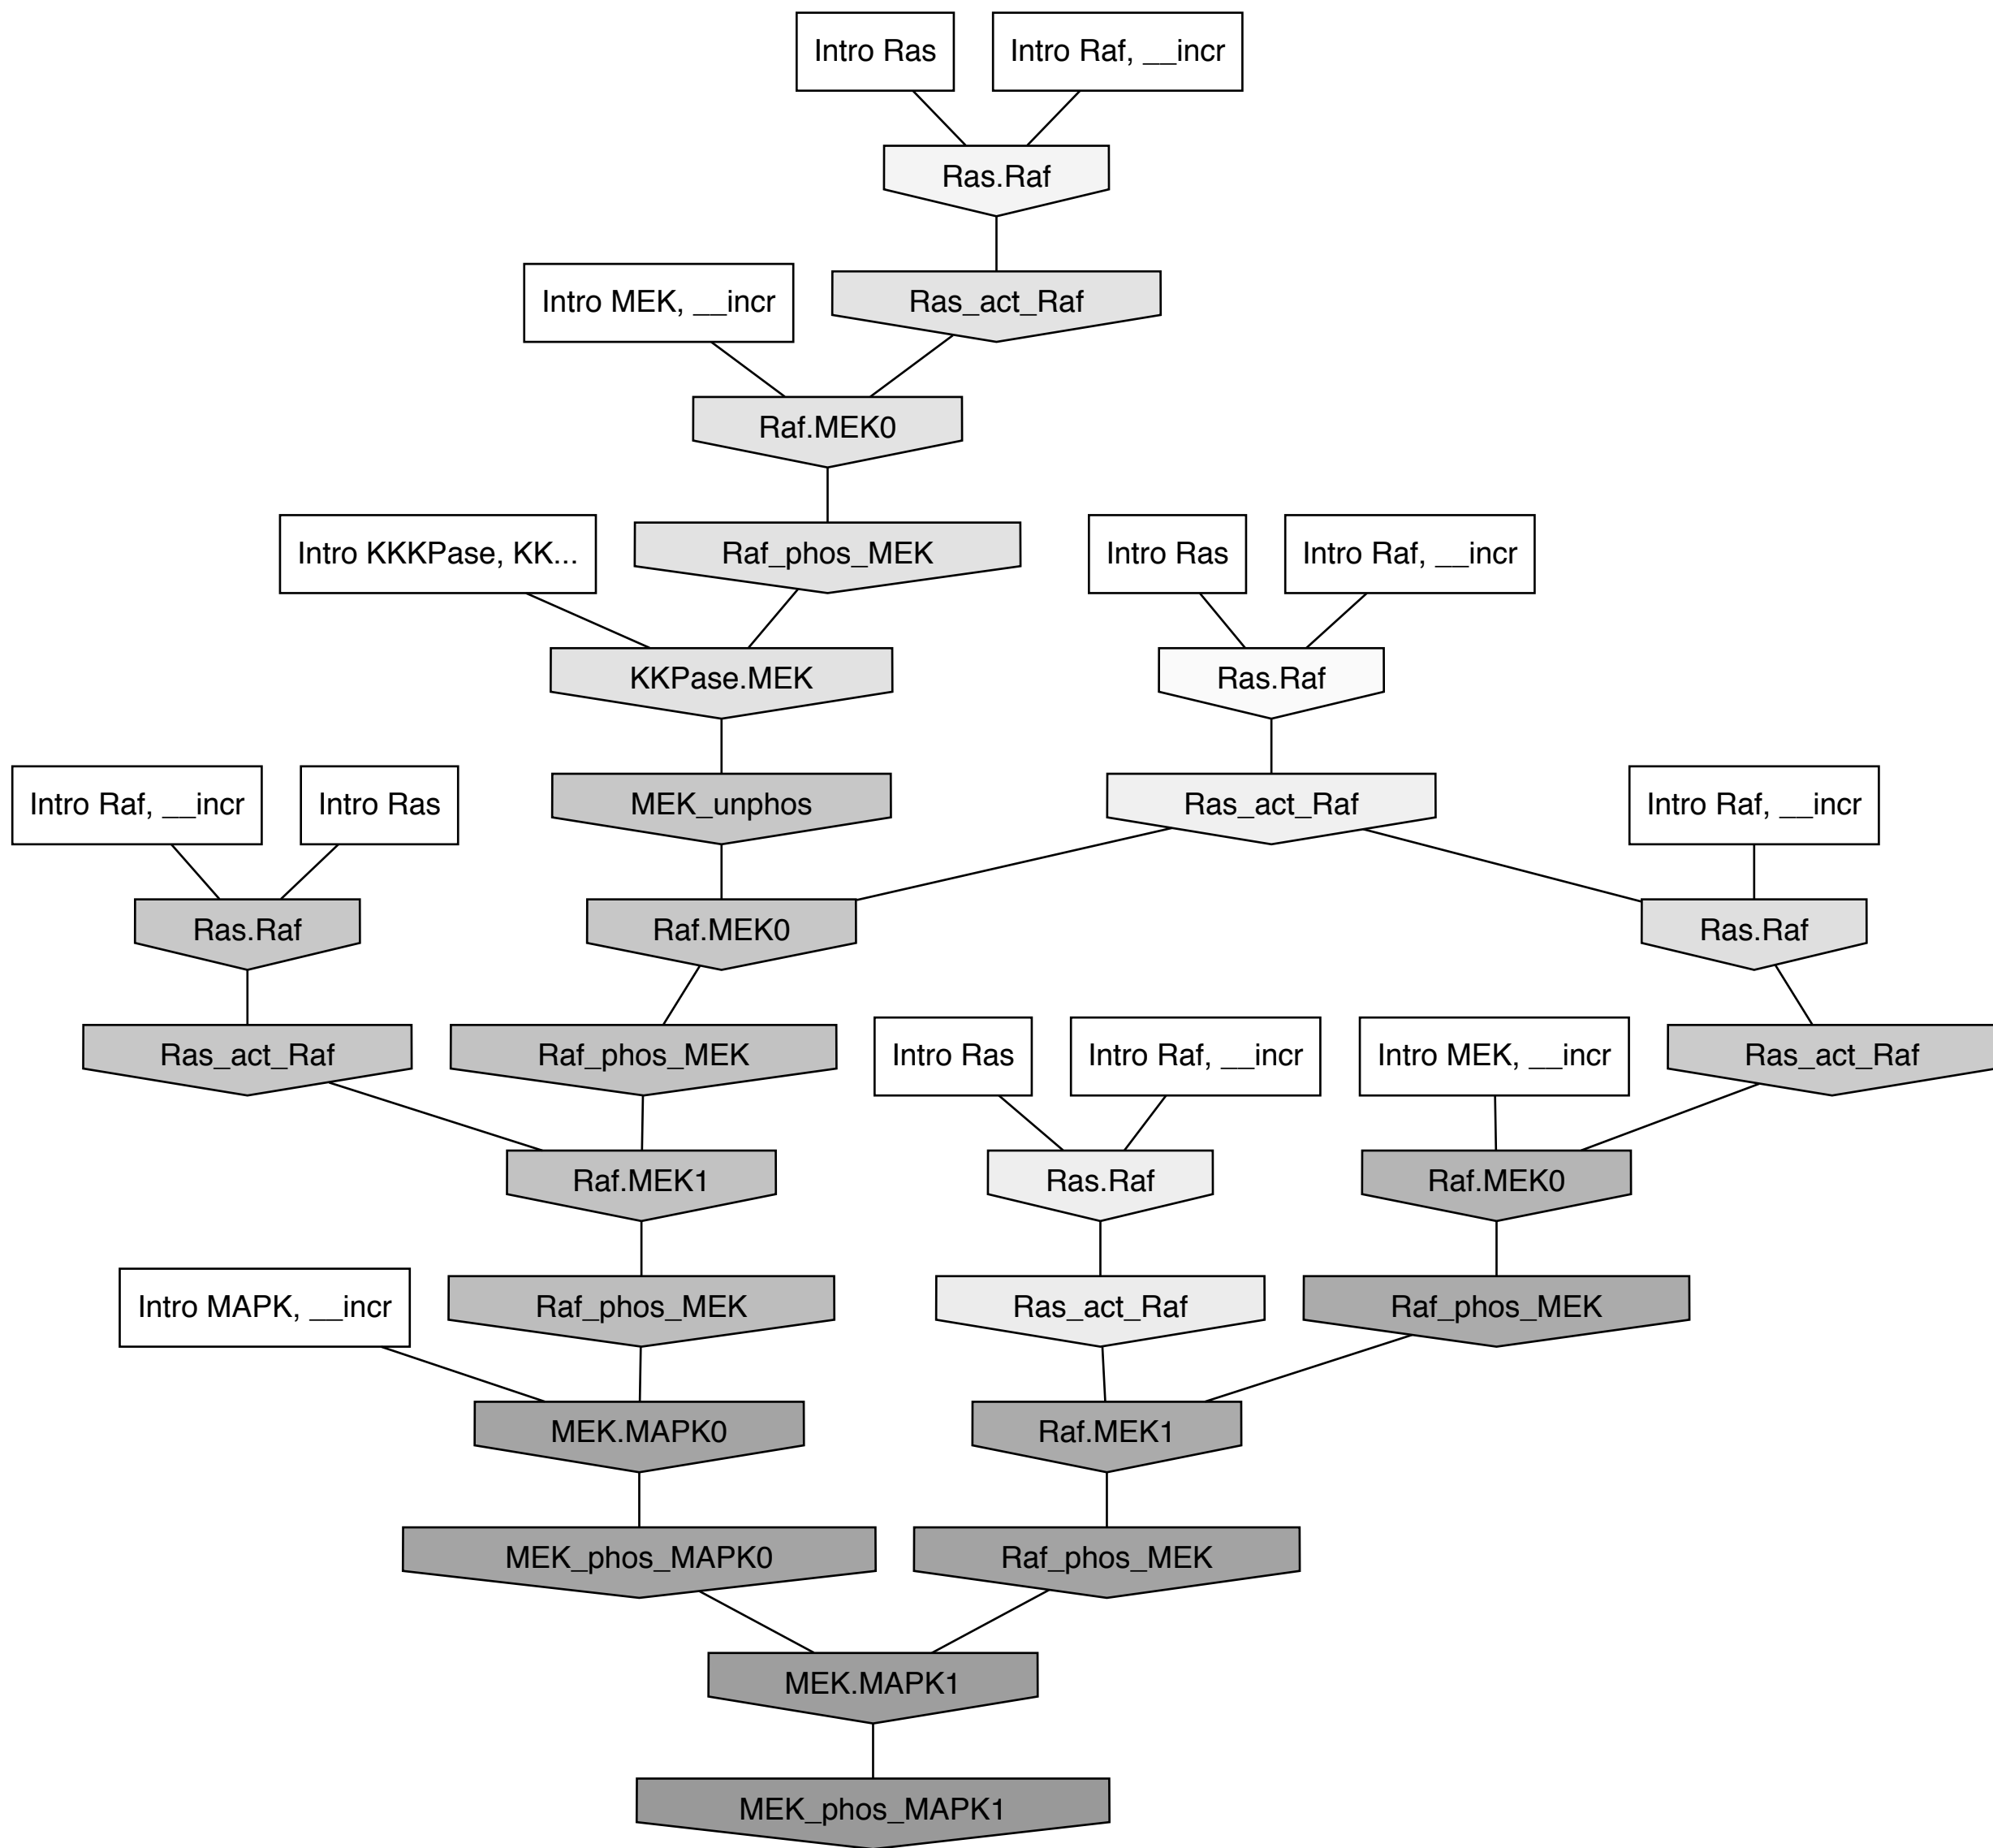 Intro Ras
Intro Raf, __incr
Ras.Raf
Intro MEK, __incr
Ras_act_Raf
Raf.MEK0
Intro KKKPase, KK...
Raf_phos_MEK
Intro Ras
Intro Raf, __incr
KKPase.MEK
Ras.Raf
Intro Raf, __incr
Intro Ras
MEK_unphos
Ras_act_Raf
Intro Raf, __incr
Ras.Raf
Raf.MEK0
Ras.Raf
Ras_act_Raf
Raf_phos_MEK
Intro Ras
Intro Raf, __incr
Intro MEK, __incr
Ras_act_Raf
Raf.MEK1
Ras.Raf
Raf.MEK0
Intro MAPK, __incr
Raf_phos_MEK
Ras_act_Raf
Raf_phos_MEK
MEK.MAPK0
Raf.MEK1
MEK_phos_MAPK0
Raf_phos_MEK
MEK.MAPK1
MEK_phos_MAPK1